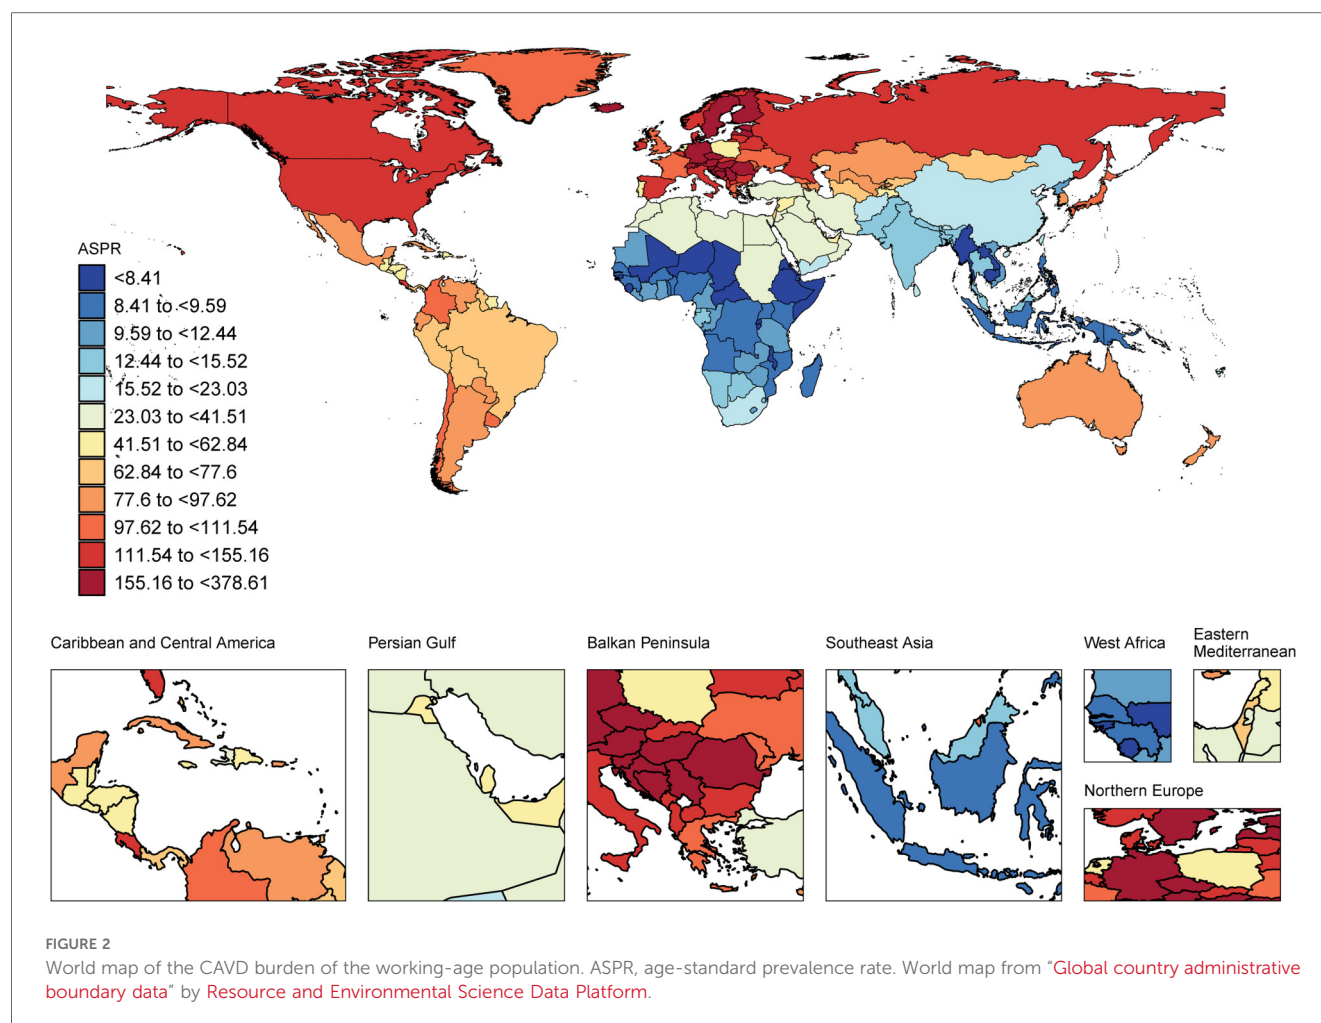 ASPR
<8.41
8.41 to <9.59
9.59 to <12.44
12.44 to <15.52
15.52 to <23.03
23.03 to <41.51
41.51 to <62.84
62.84 to <77.6
77.6 to <97.62
97.62 to <111.54
111.54 to <155.16
155.16 to <378.61
Caribbean and Central America
Persian Gulf
Balkan Peninsula
Southeast Asia
West Africa
Eastern
Mediterranean
Northern Europe
FIGURE 2
World map of the CAVD burden of the working-age population. ASPR, age-standard prevalence rate. World map from “Global country administrative
boundary data” by Resource and Environmental Science Data Platform.